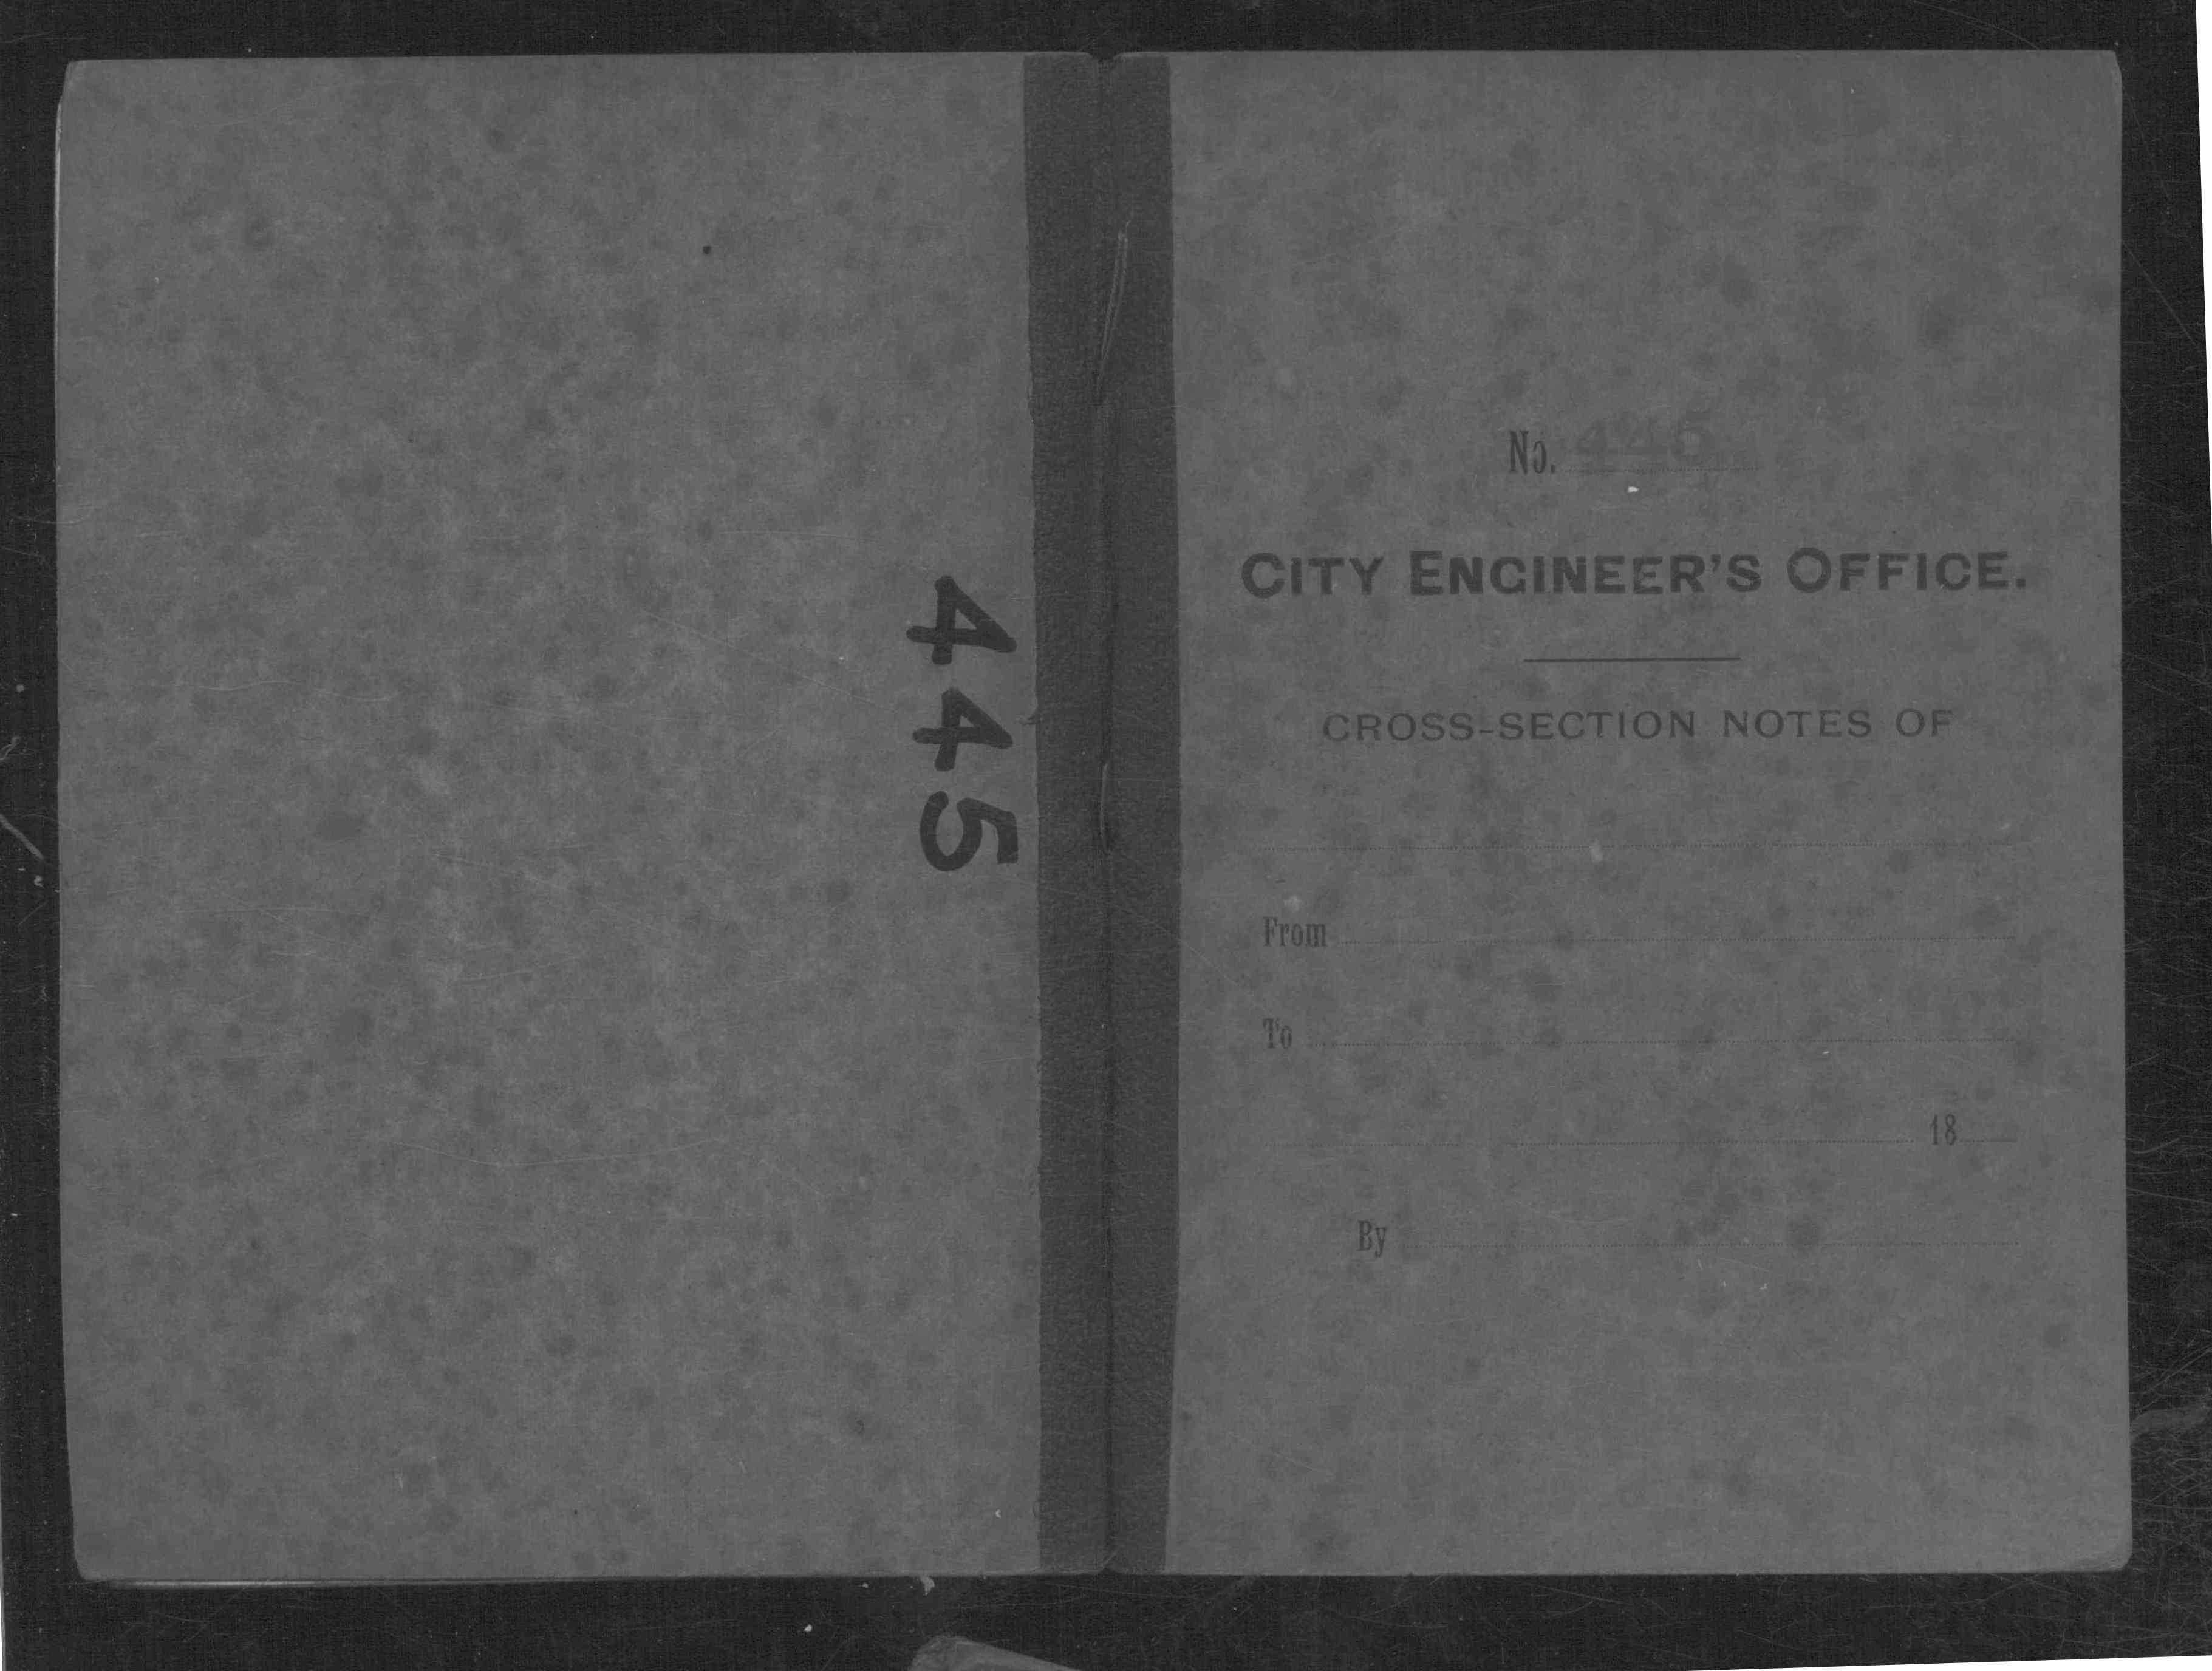 445
No. 445
CITY ENGINEER'S OFFICE.
CROSS-SECTION NOTES OF
From
To
18
By